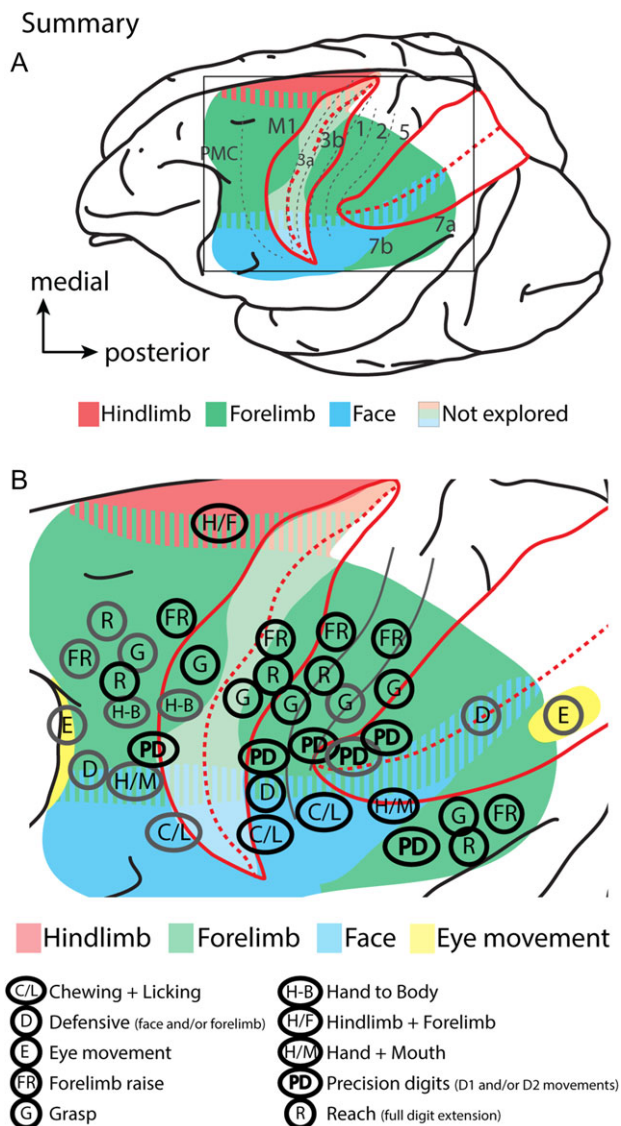 Summary
A
PMC
M1
3a
3b
1
2
5
7b
7a
medial
posterior
Hindlimb Forelimb Face Not explored
B
H/F
R
FR
FR
G
R
G
H-B
H-B
E
PD
D
H/M
C/L
FR
FR
FR
R
R
G
G
G
G
D
E
PD
PD
PD
PD
D
H/M
C/L
C/L
G
FR
PD
R
Hindlimb Forelimb Face Eye movement
C/L Chewing + Licking
D Defensive (face and/or forelimb)
E Eye movement
FR Forelimb raise
G Grasp
H-B Hand to Body
H/F Hindlimb + Forelimb
H/M Hand + Mouth
PD Precision digits (D1 and/or D2 movements)
R Reach (full digit extension)